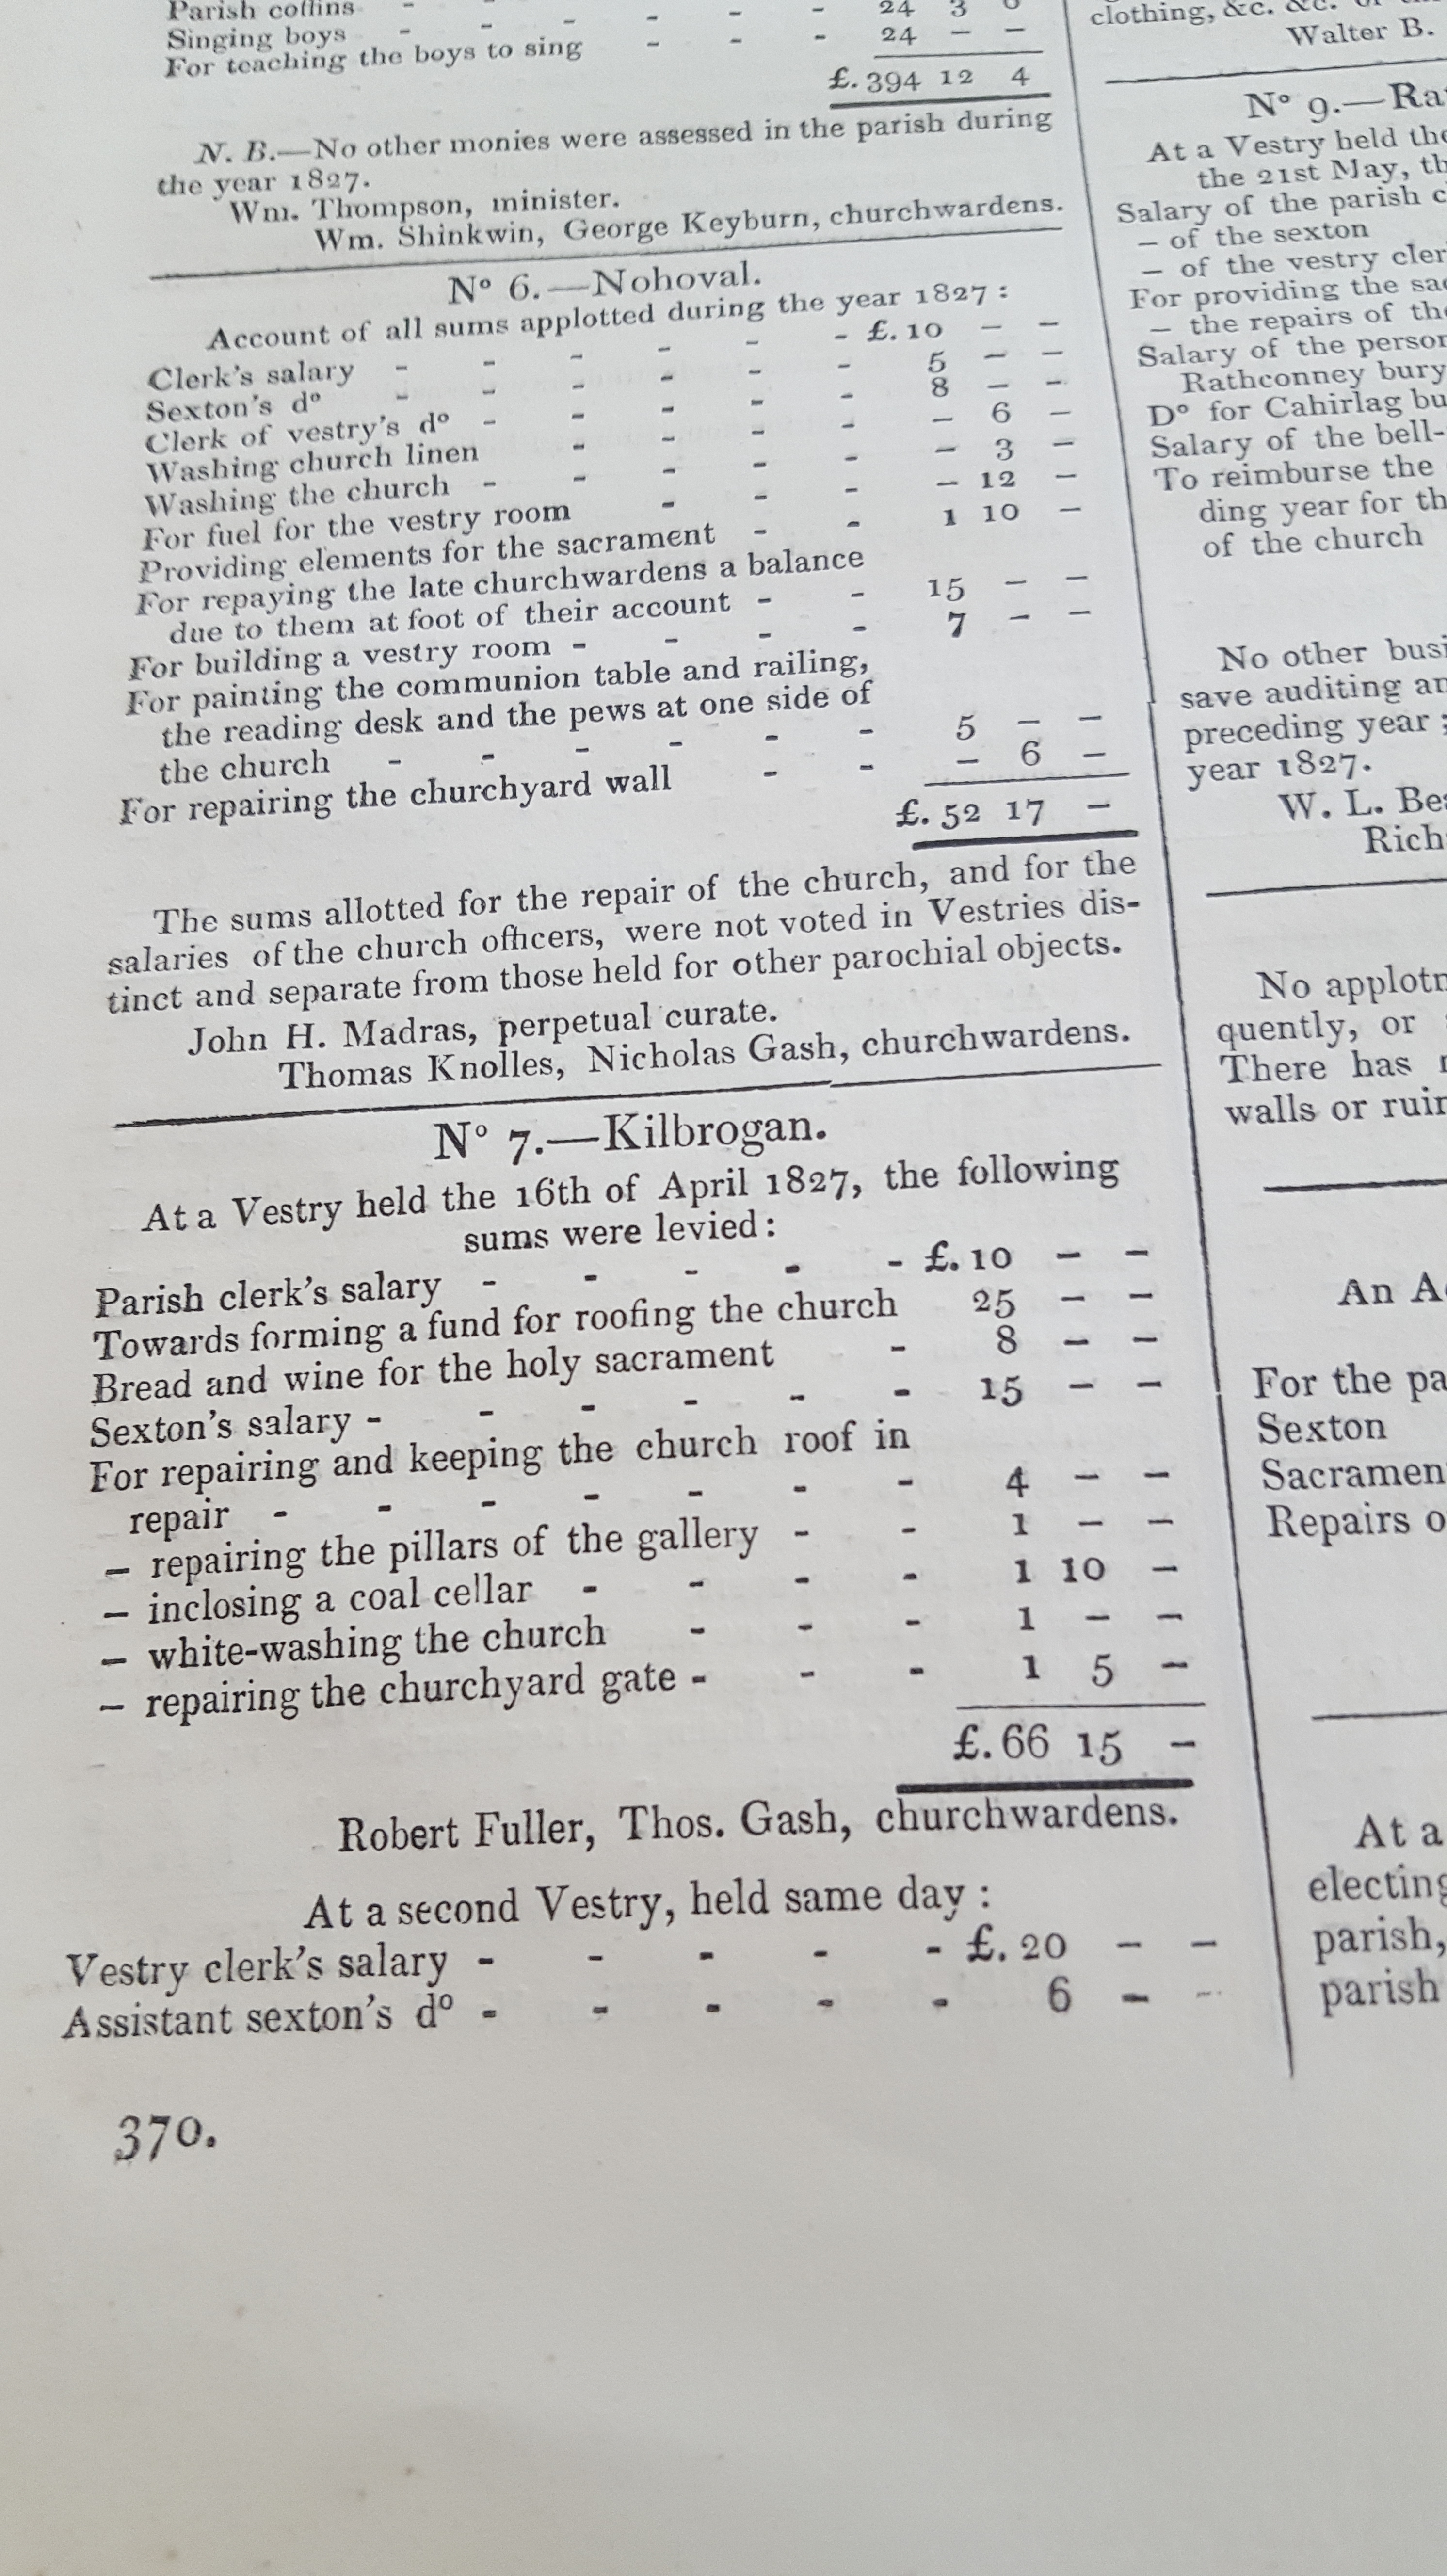 Parish coffins - - - - - - 24 3 6
Singing boys - - - - - - 24 — —
For teaching the boys to sing - - -
£. 394 12 4
N. B.—No other monies were assessed in the parish during
the year 1827.
Wm. Thompson, minister.
Wm. Shinkwin, George Keyburn, churchwardens.
N° 6.—Nohoval.
Account of all sums applotted during the year 1827 :
Clerk's salary - - - - - - £. 10 — —
Sexton's d° - - - - - - 5 — —
Clerk of vestry's d° - - - - - 8 — —
Washing church linen - - - - — 6 —
Washing the church - - - - - — 3 —
For fuel for the vestry room - - - — 12 —
Providing elements for the sacrament - - 1 10 —
For repaying the late churchwardens a balance
due to them at foot of their account - - 15 — —
For building a vestry room - - - - 7 — —
For painting the communion table and railing,
the reading desk and the pews at one side of
the church - - - - - - 5 — —
For repairing the churchyard wall - - — 6 —
£. 52 17 —
The sums allotted for the repair of the church, and for the
salaries of the church officers, were not voted in Vestries dis-
tinct and separate from those held for other parochial objects.
John H. Madras, perpetual curate.
Thomas Knolles, Nicholas Gash, churchwardens.
N° 7.—Kilbrogan.
At a Vestry held the 16th of April 1827, the following
sums were levied :
Parish clerk's salary - - - - - £. 10 — —
Towards forming a fund for roofing the church 25 — —
Bread and wine for the holy sacrament - 8 — —
Sexton's salary - - - - - - 15 — —
For repairing and keeping the church roof in
repair - - - - - - - 4 — —
— repairing the pillars of the gallery - - 1 — —
— inclosing a coal cellar - - - - 1 10 —
— white-washing the church - - - 1 — —
— repairing the churchyard gate - - - 1 5 —
£. 66 15 —
Robert Fuller, Thos. Gash, churchwardens.
At a second Vestry, held same day :
Vestry clerk's salary - - - - - £. 20 — —
Assistant sexton's d° - - - - - 6 — —
370.
clothing, &c. &c.
Walter B.
N° 9.—
At a Vestry held the
the 21st May,
Salary of the parish
— of the sexton
— of the vestry
For providing the
— the repairs of
Salary of the
Rathconney
D° for Cahirlag
Salary of the bell-
To reimburse the
ding year for
of the church
No other
save auditing
preceding year ;
year 1827.
W. L.
Rich
No
quently, or
There has
walls or
An
For the
Sexton
Repairs
At a
electing
parish,
parish